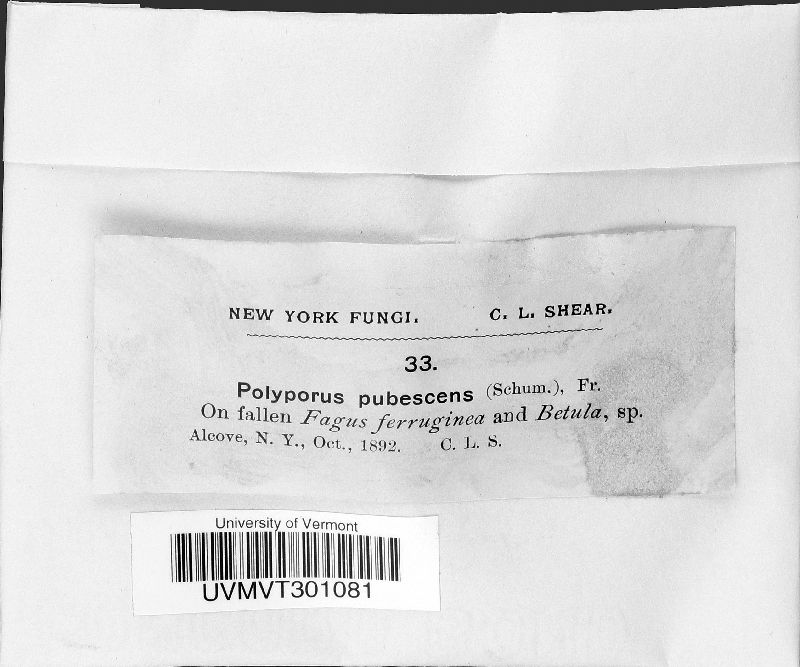 NEW YORK FUNGI. C. L. SHEAR.
33.
Polyporus pubescens (Schum.), Fr.
On fallen Fagus ferruginea and Betula, sp.
Alcove, N. Y., Oct., 1892. C. L. S.
University of Vermont
UVMVT301081